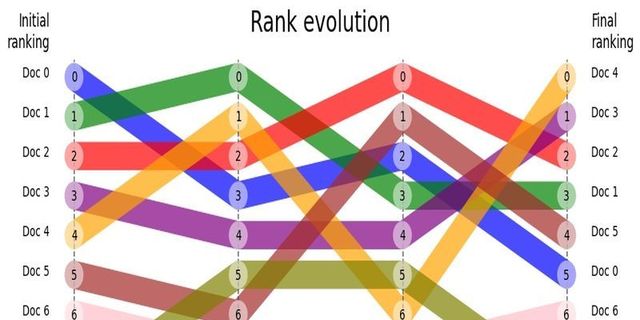 Initial
ranking
Rank evolution
Final
ranking
Doc 0 0 0 0 0 Doc 4
Doc 1 1 1 1 1 Doc 3
Doc 2 2 2 2 2 Doc 2
Doc 3 3 3 3 3 Doc 1
Doc 4 4 4 4 4 Doc 5
Doc 5 5 5 5 5 Doc 0
Doc 6 6 6 6 6 Doc 6